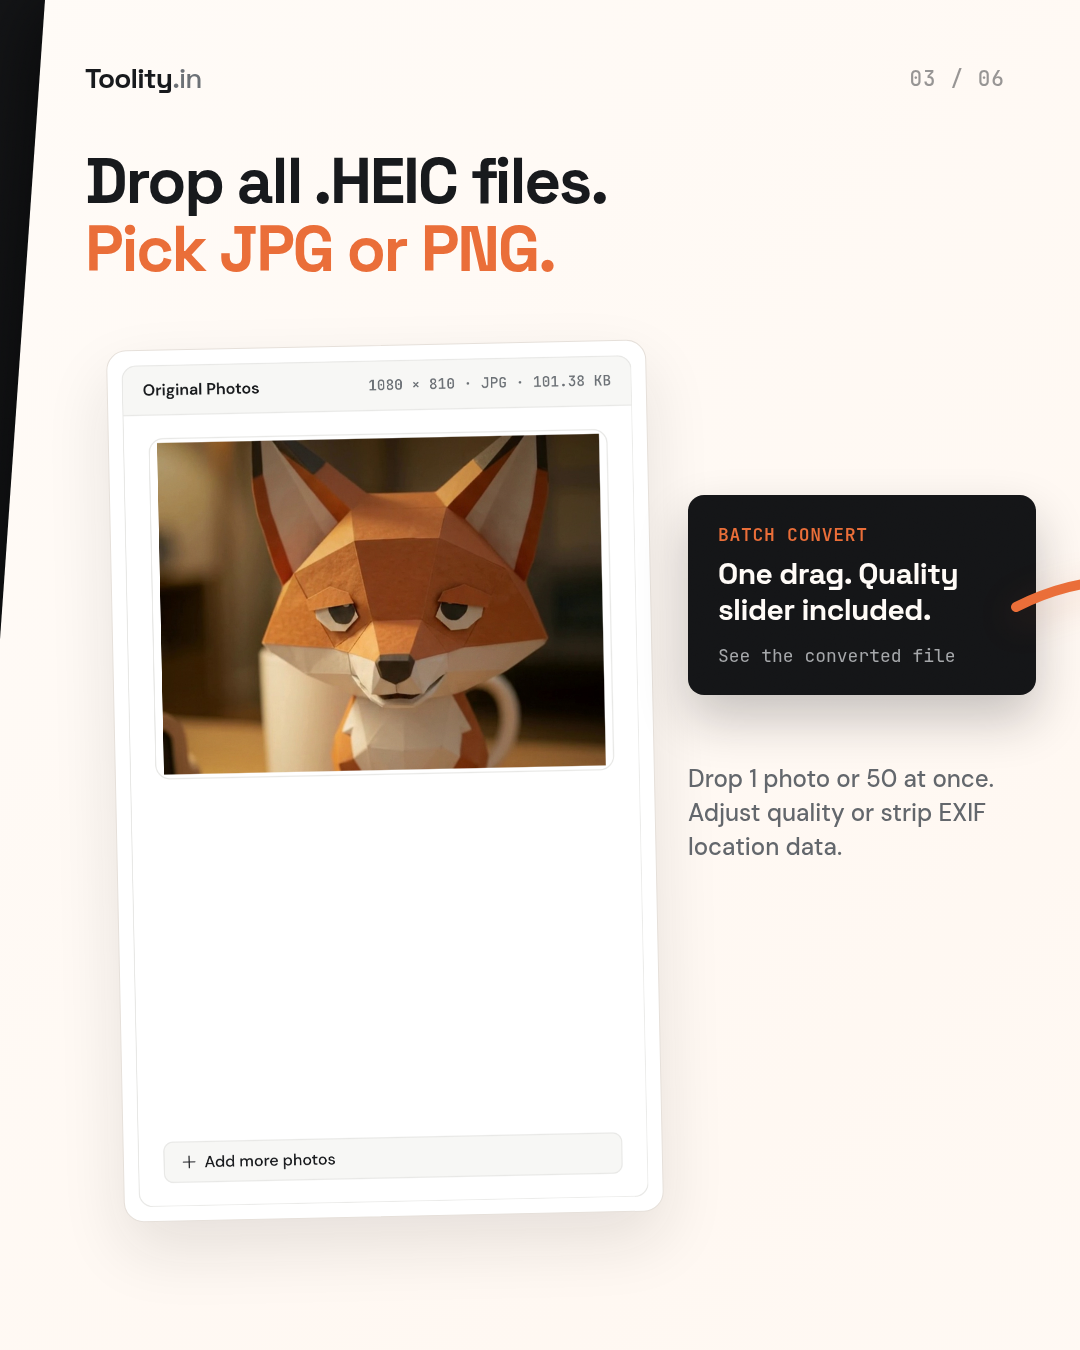 Toolity.in
03 / 06
Drop all .HEIC files.
Pick JPG or PNG.
Original Photos
1080 × 810 · JPG · 101.38 KB
BATCH CONVERT
One drag. Quality
slider included.
See the converted file
Drop 1 photo or 50 at once.
Adjust quality or strip EXIF
location data.
+ Add more photos